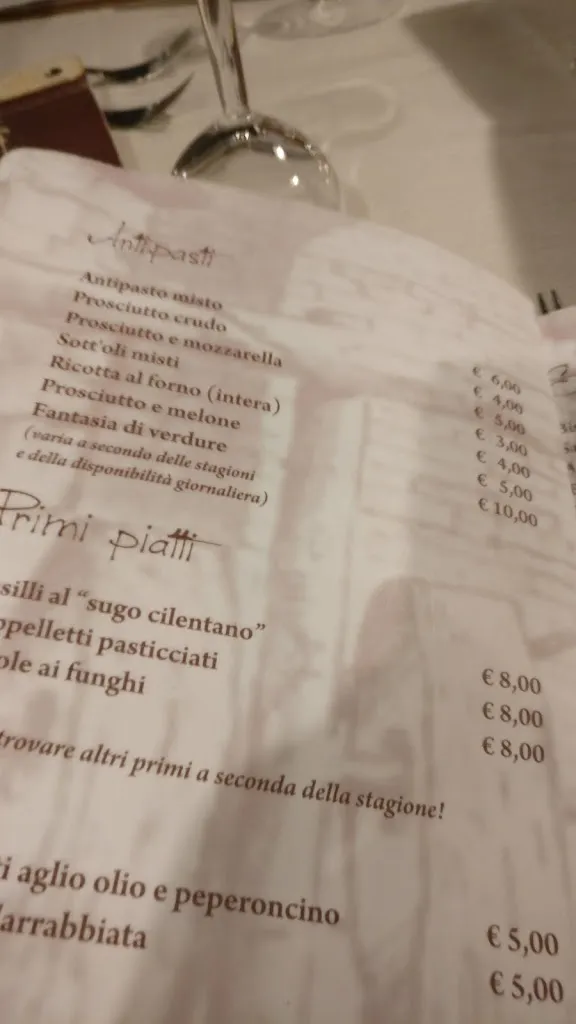 Antipasti
Antipasto misto € 6,00
Prosciutto crudo € 4,00
Prosciutto e mozzarella € 5,00
Sott'oli misti € 3,00
Ricotta al forno (intera) € 4,00
Prosciutto e melone € 5,00
Fantasia di verdure € 10,00
(varia a secondo delle stagioni
e della disponibilità giornaliera)
Primi piatti
silli al "sugo cilentano" € 8,00
ppelletti pasticciati € 8,00
ole ai funghi € 8,00
trovare altri primi a seconda della stagione!
i aglio olio e peperoncino € 5,00
'arrabbiata € 5,00